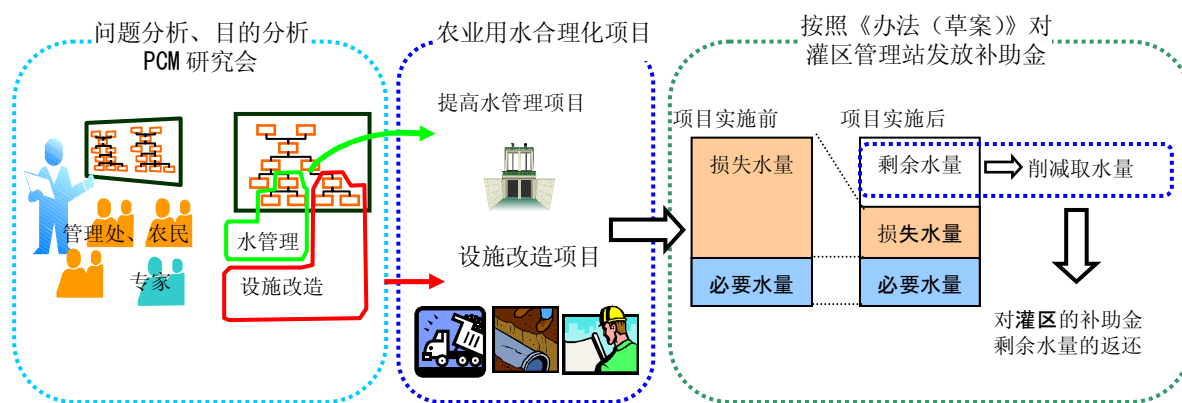 问题分析、目的分析
PCM 研究会
管理处、农民
专家
水管理
设施改造
农业用水合理化项目
提高水管理项目
设施改造项目
按照《办法（草案）》对
灌区管理站发放补助金
项目实施前
项目实施后
损失水量
必要水量
剩余水量
损失水量
必要水量
削减取水量
对灌区的补助金
剩余水量的返还